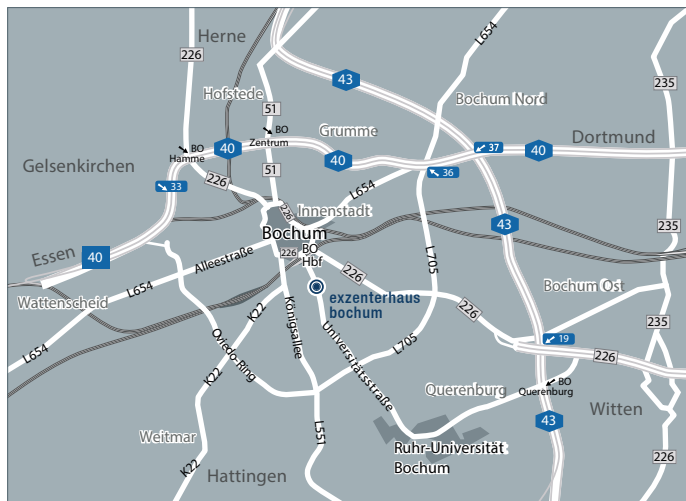 Herne
L654
226
43
235
Hofstede
51
Bochum Nord
BO
Zentrum
Grumme
BO
Hamme
40
40
37
40
Dortmund
Gelsenkirchen
36
33
226
51
L654
226
Innenstadt
Essen
40
Bochum
43
235
226
BO
Hbf
L705
Alleestraße
226
Bochum Ost
Wattenscheid
L654
exzenterhaus
bochum
K22
Königsallee
226
235
L654
Oviedo-Ring
Universitätsstraße
L705
19
226
K22
Querenburg
BO
Querenburg
Witten
L551
43
Weitmar
Ruhr-Universität
Bochum
226
K22
Hattingen